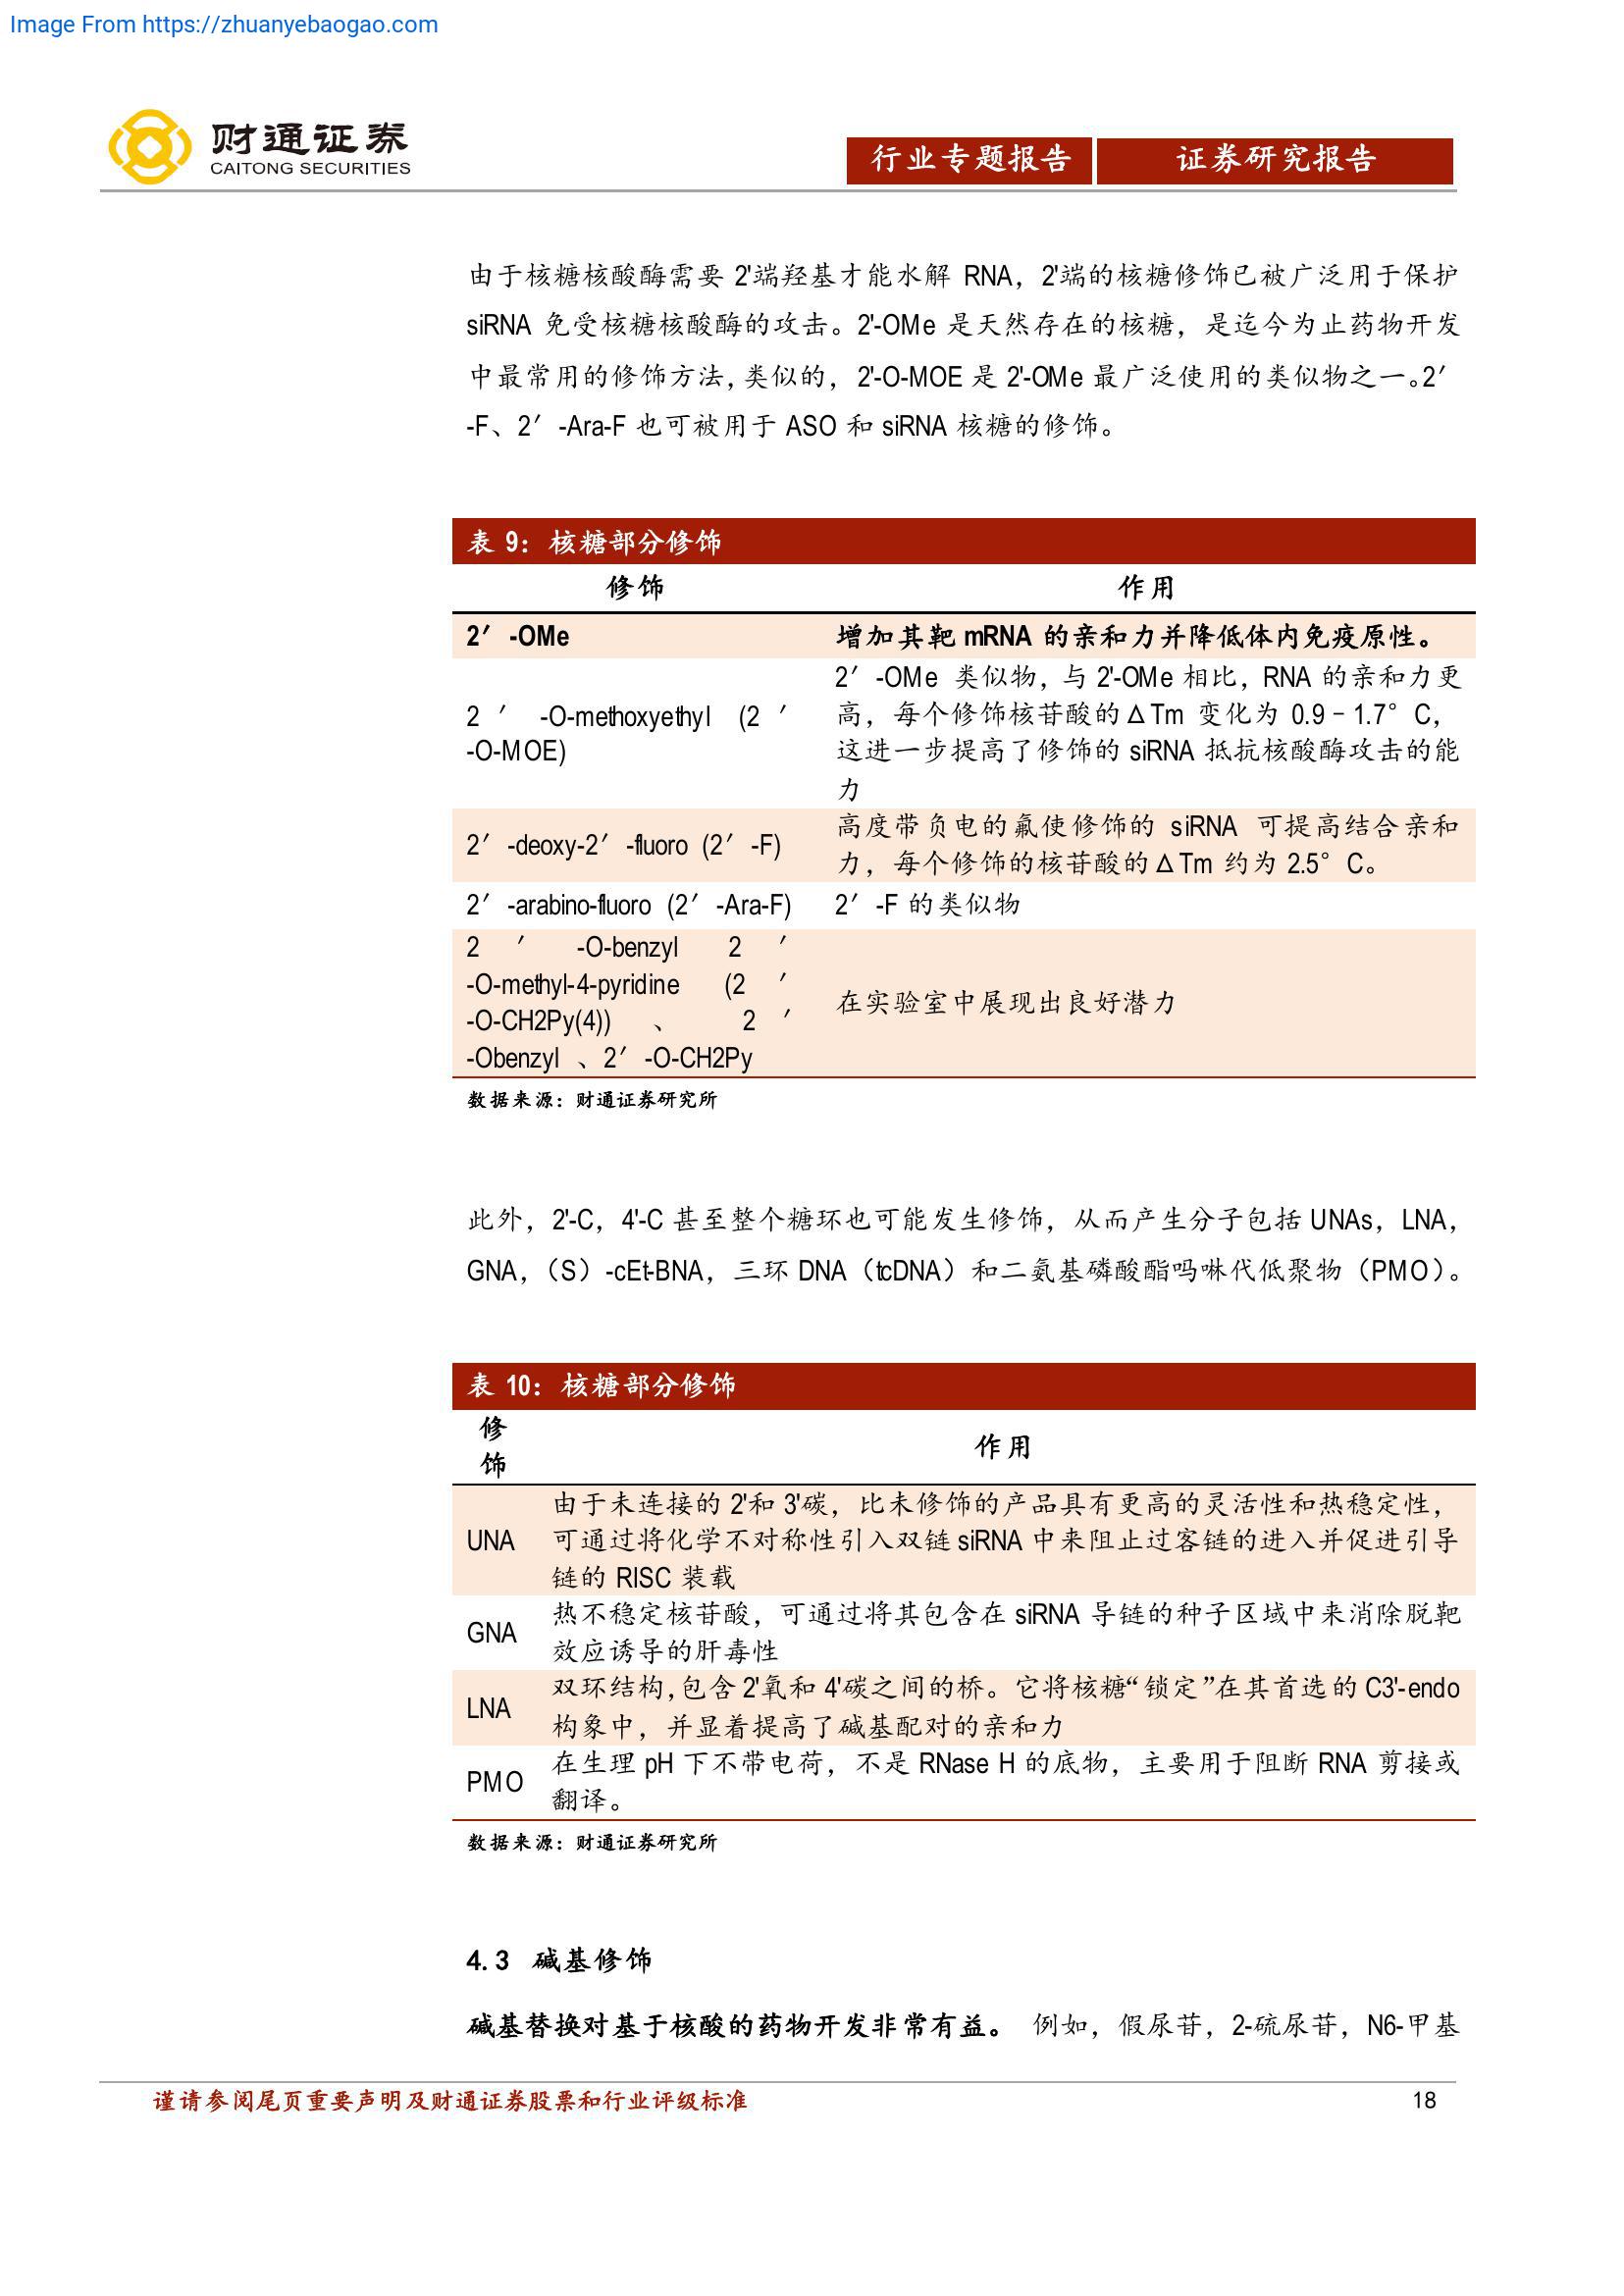 Image From https://zhuanyebaogao.com
财通证券
CAITONG SECURITIES
行业专题报告 证券研究报告
由于核糖核酸酶需要 2'端羟基才能水解 RNA，2'端的核糖修饰已被广泛用于保护
siRNA 免受核糖核酸酶的攻击。2'-OMe 是天然存在的核糖，是迄今为止药物开发
中最常用的修饰方法，类似的，2'-O-MOE 是 2'-OMe 最广泛使用的类似物之一。2′
-F、2′-Ara-F 也可被用于 ASO 和 siRNA 核糖的修饰。
表 9：核糖部分修饰
修饰 作用
2′-OMe 增加其靶 mRNA 的亲和力并降低体内免疫原性。
2 ′ -O-methoxyethyl (2 ′
-O-MOE)
2′-OMe 类似物，与 2'-OMe 相比，RNA 的亲和力更
高，每个修饰核苷酸的 Δ Tm 变化为 0.9–1.7°C，
这进一步提高了修饰的 siRNA 抵抗核酸酶攻击的能
力
2′-deoxy-2′-fluoro (2′-F)
高度带负电的氟使修饰的 siRNA 可提高结合亲和
力，每个修饰的核苷酸的 Δ Tm 约为 2.5°C。
2′-arabino-fluoro (2′-Ara-F) 2′-F 的类似物
2 ′ -O-benzyl 2 ′
-O-methyl-4-pyridine (2 ′
-O-CH2Py(4)) 、 2 ′
-Obenzyl 、2′-O-CH2Py
在实验室中展现出良好潜力
数据来源：财通证券研究所
此外，2'-C，4'-C 甚至整个糖环也可能发生修饰，从而产生分子包括 UNAs，LNA，
GNA，（S）-cEt-BNA，三环 DNA（tcDNA）和二氨基磷酸酯吗啉代低聚物（PMO）。
表 10：核糖部分修饰
修
饰
作用
UNA
由于未连接的 2'和 3'碳，比未修饰的产品具有更高的灵活性和热稳定性，
可通过将化学不对称性引入双链 siRNA 中来阻止过客链的进入并促进引导
链的 RISC 装载
GNA
热不稳定核苷酸，可通过将其包含在 siRNA 导链的种子区域中来消除脱靶
效应诱导的肝毒性
LNA
双环结构，包含 2'氧和 4'碳之间的桥。它将核糖“锁定”在其首选的 C3'-endo
构象中，并显着提高了碱基配对的亲和力
PMO
在生理 pH 下不带电荷，不是 RNase H 的底物，主要用于阻断 RNA 剪接或
翻译。
数据来源：财通证券研究所
4.3 碱基修饰
碱基替换对基于核酸的药物开发非常有益。 例如，假尿苷，2-硫尿苷，N6-甲基
谨请参阅尾页重要声明及财通证券股票和行业评级标准 18